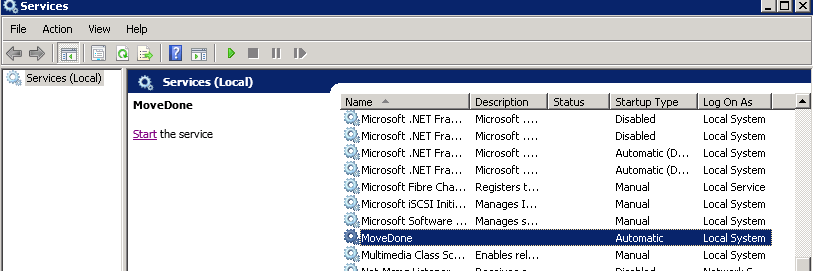 Services
File Action View Help
Services (Local)
Services (Local)
MoveDone
Start the service
Name Description Status Startup Type Log On As
Microsoft .NET Fra... Microsoft .... Disabled Local System
Microsoft .NET Fra... Microsoft .... Disabled Local System
Microsoft .NET Fra... Microsoft .... Automatic (D... Local System
Microsoft .NET Fra... Microsoft .... Automatic (D... Local System
Microsoft Fibre Cha... Registers t... Manual Local Service
Microsoft iSCSI Initi... Manages I... Manual Local System
Microsoft Software ... Manages s... Manual Local System
MoveDone Automatic Local System
Multimedia Class Sc... Enables rel... Manual Local System